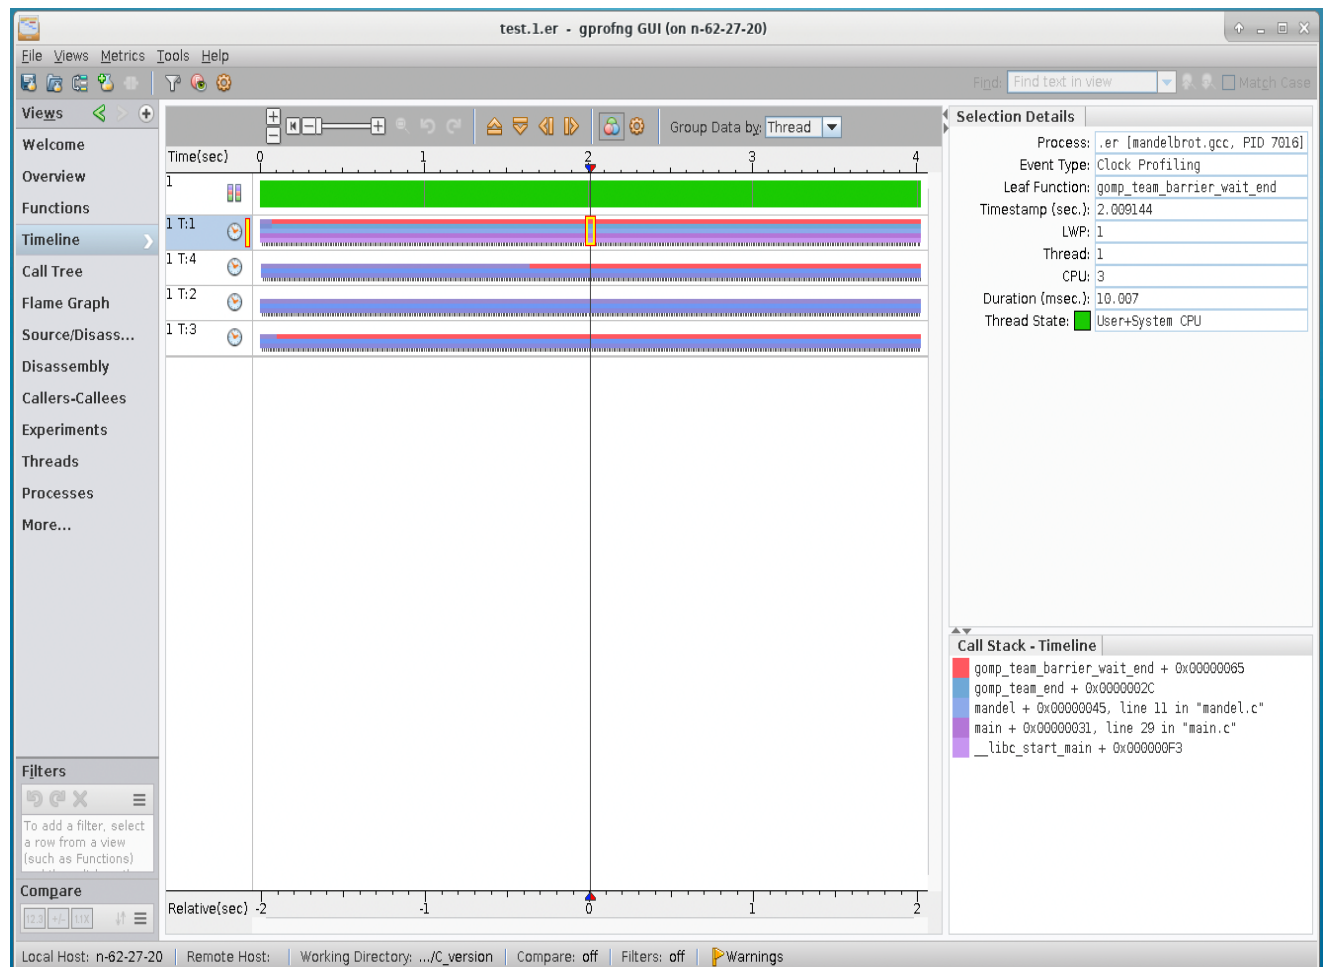 test.1.er - gprofng GUI (on n-62-27-20)
File Views Metrics Tools Help
Find: Find text in view Match Case
Views
Welcome
Overview
Functions
Timeline
Call Tree
Flame Graph
Source/Disass...
Disassembly
Callers-Callees
Experiments
Threads
Processes
More...
Filters
To add a filter, select
a row from a view
(such as Functions)
Compare
12.3 +/- 1.1X
Group Data by: Thread
Time(sec) 0 1 2 3 4
1
1 T:1
1 T:4
1 T:2
1 T:3
Relative(sec) -2 -1 0 1 2
Selection Details
Process: .er [mandelbrot.gcc, PID 7016]
Event Type: Clock Profiling
Leaf Function: gomp_team_barrier_wait_end
Timestamp (sec.): 2.009144
LWP: 1
Thread: 1
CPU: 3
Duration (msec.): 10.007
Thread State: User+System CPU
Call Stack - Timeline
gomp_team_barrier_wait_end + 0x00000065
gomp_team_end + 0x0000002C
mandel + 0x00000045, line 11 in "mandel.c"
main + 0x00000031, line 29 in "main.c"
__libc_start_main + 0x000000F3
Local Host: n-62-27-20 Remote Host: Working Directory: .../C_version Compare: off Filters: off Warnings